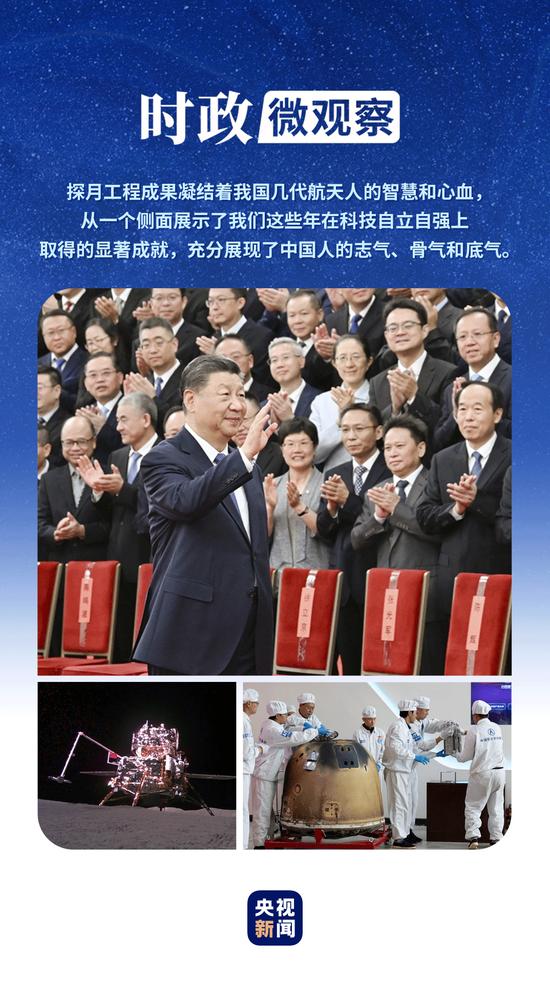 时政 微观察
探月工程成果凝结着我国几代航天人的智慧和心血，
从一个侧面展示了我们这些年在科技自立自强上
取得的显著成就，充分展现了中国人的志气、骨气和底气。
张光军
央视
新闻